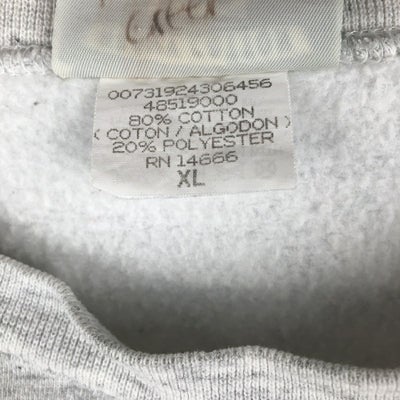 00731924306456
48519000
80% COTTON
( COTON / ALGODON )
20% POLYESTER
RN 14666
XL